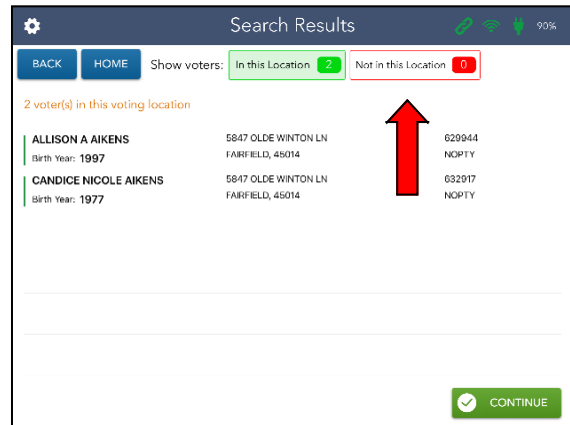 Search Results
90%
BACK HOME Show voters: In this Location 2 Not in this Location 0
2 voter(s) in this voting location
ALLISON A AIKENS 5847 OLDE WINTON LN 629944
Birth Year: 1997 FAIRFIELD, 45014 NOPTY
CANDICE NICOLE AIKENS 5847 OLDE WINTON LN 632917
Birth Year: 1977 FAIRFIELD, 45014 NOPTY
CONTINUE